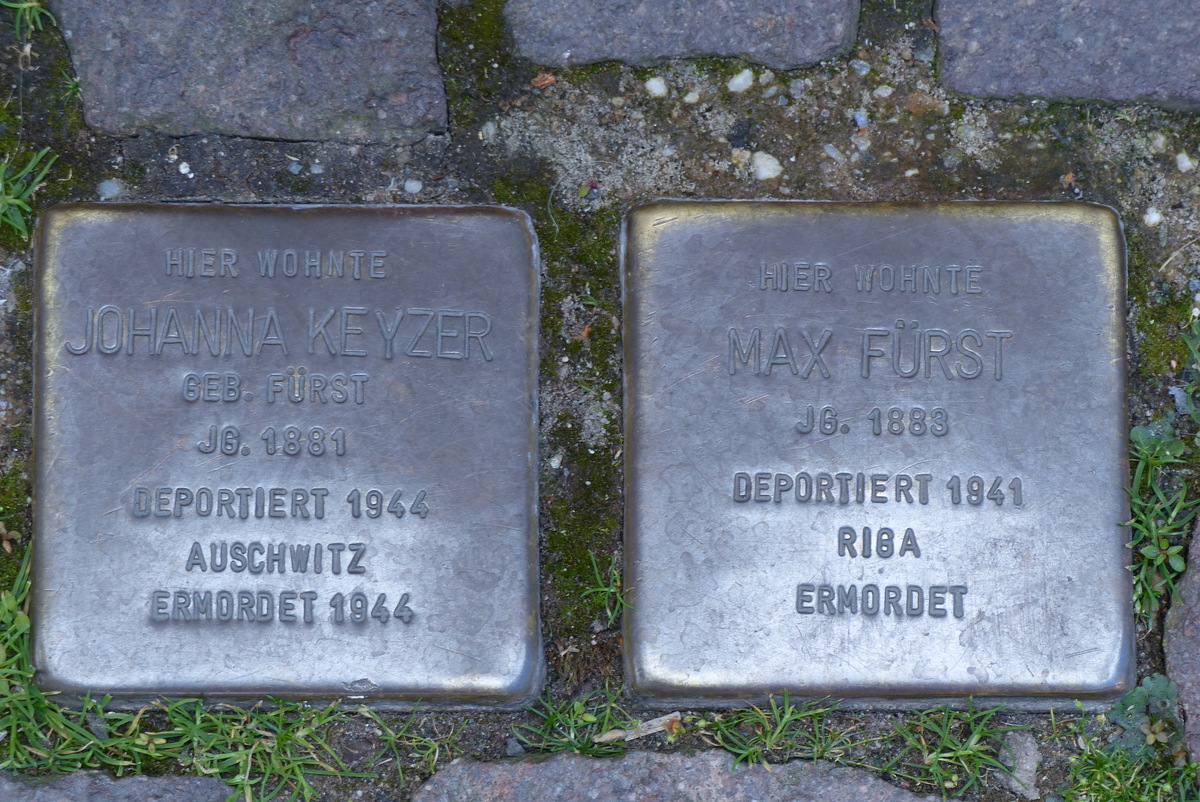 HIER WOHNTE
JOHANNA KEYZER
GEB. FÜRST
JG. 1881
DEPORTIERT 1944
AUSCHWITZ
ERMORDET 1944
HIER WOHNTE
MAX FÜRST
JG. 1883
DEPORTIERT 1941
RIGA
ERMORDET